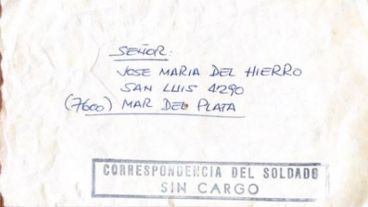 SEÑOR:
JOSE MARIA DEL HIERRO
SAN LUIS 4290
(7600) MAR DEL PLATA
CORRESPONDENCIA DEL SOLDADO
SIN CARGO